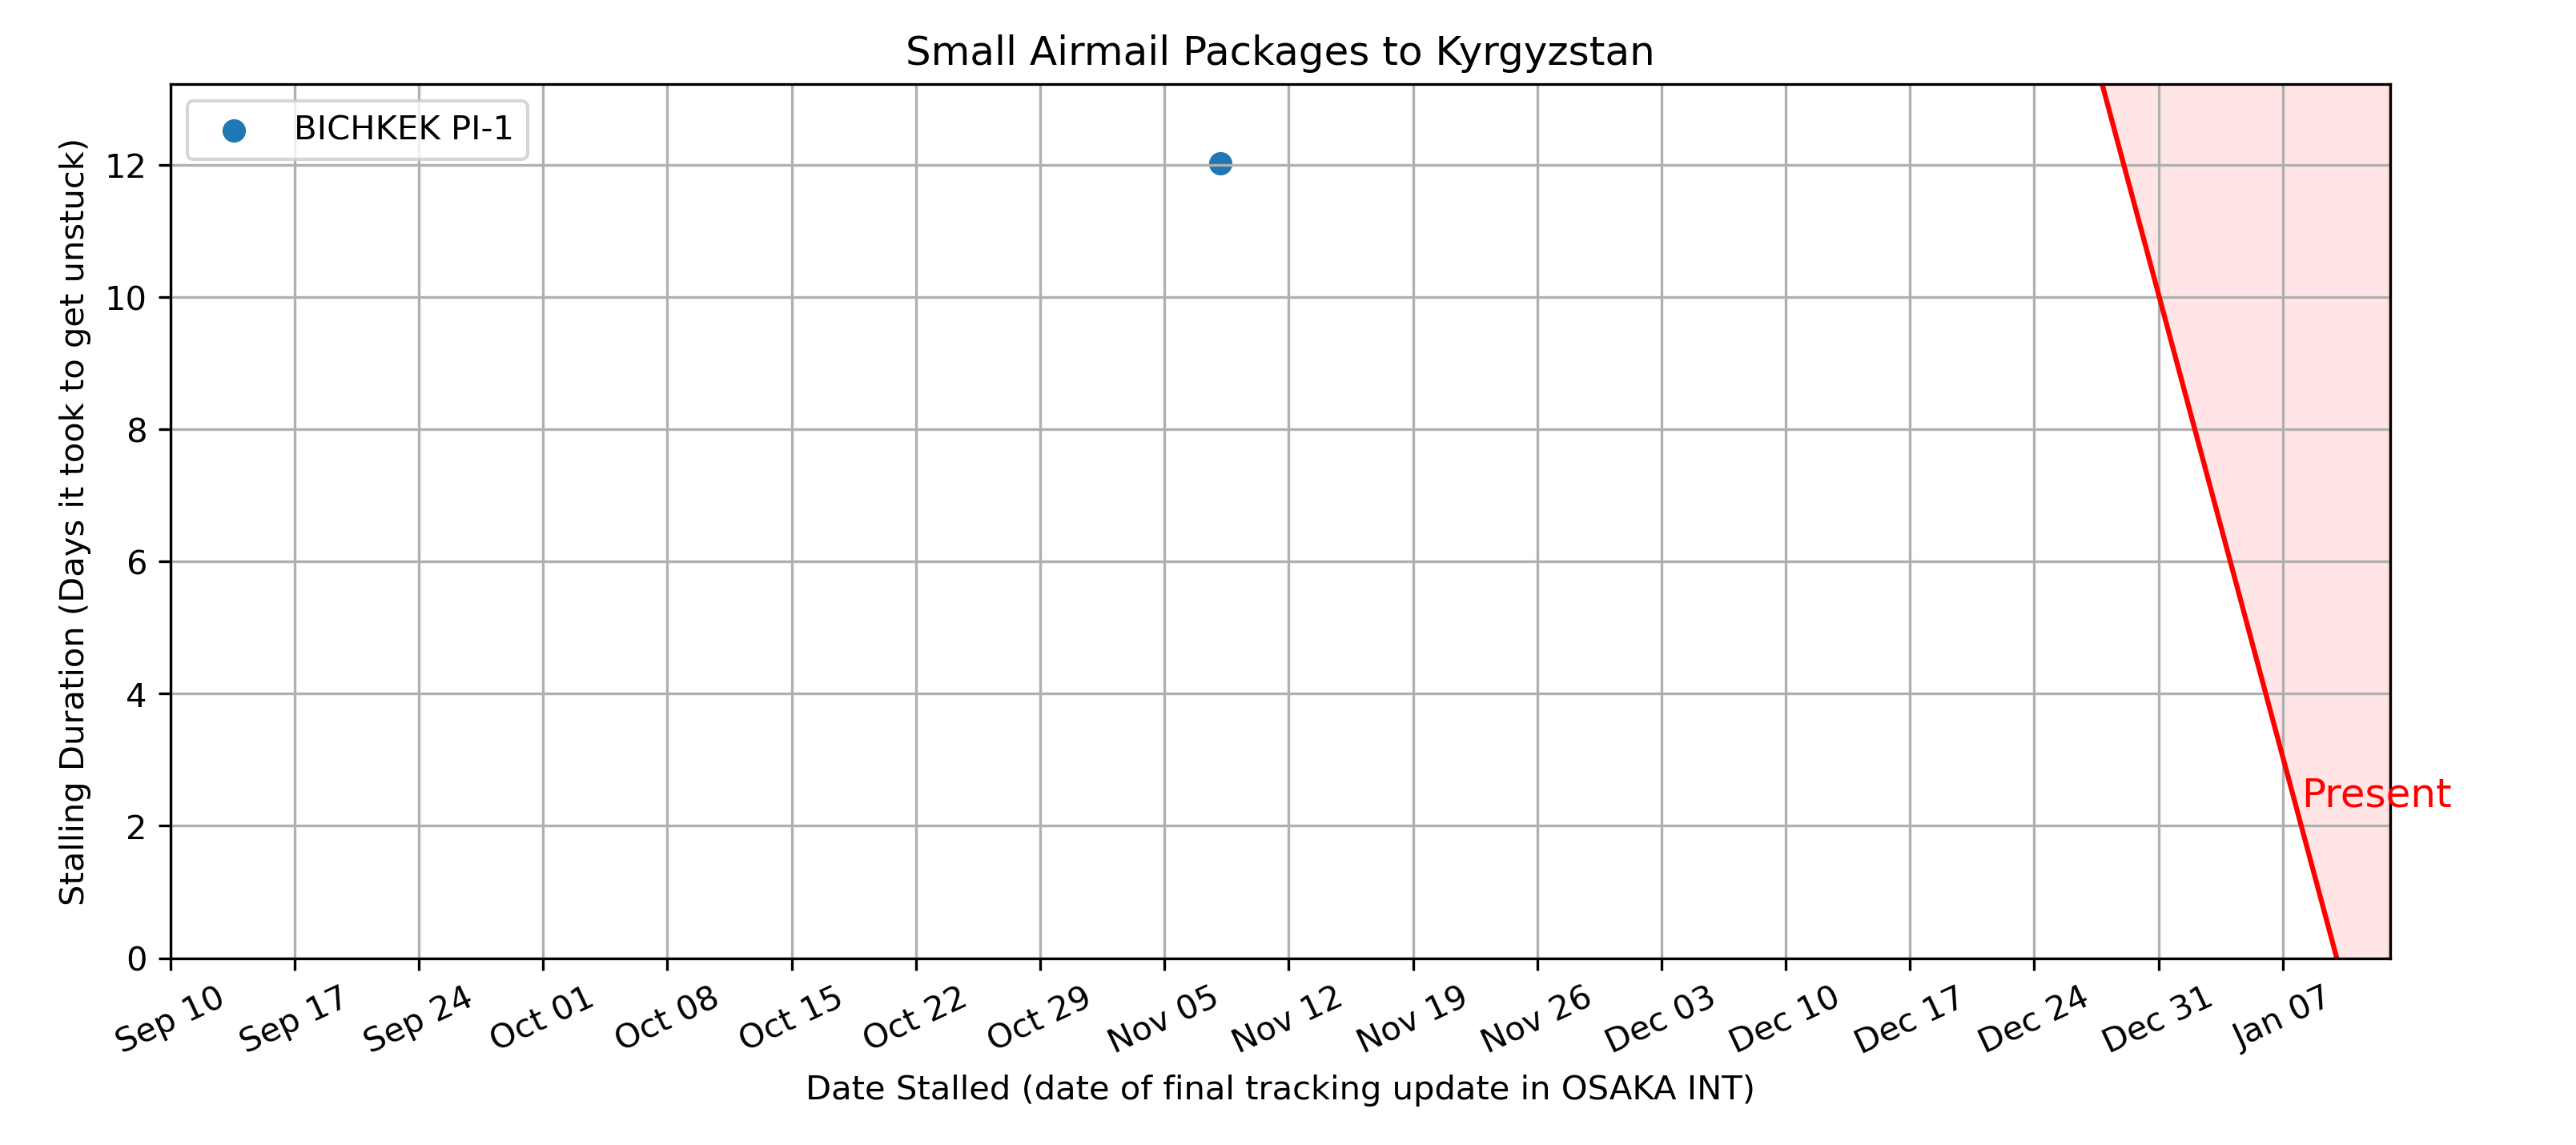 Small Airmail Packages to Kyrgyzstan
BICHKEK PI-1
Stalling Duration (Days it took to get unstuck)
12
10
8
6
4
2
0
Present
Sep 10
Sep 17
Sep 24
Oct 01
Oct 08
Oct 15
Oct 22
Oct 29
Nov 05
Nov 12
Nov 19
Nov 26
Dec 03
Dec 10
Dec 17
Dec 24
Dec 31
Jan 07
Date Stalled (date of final tracking update in OSAKA INT)